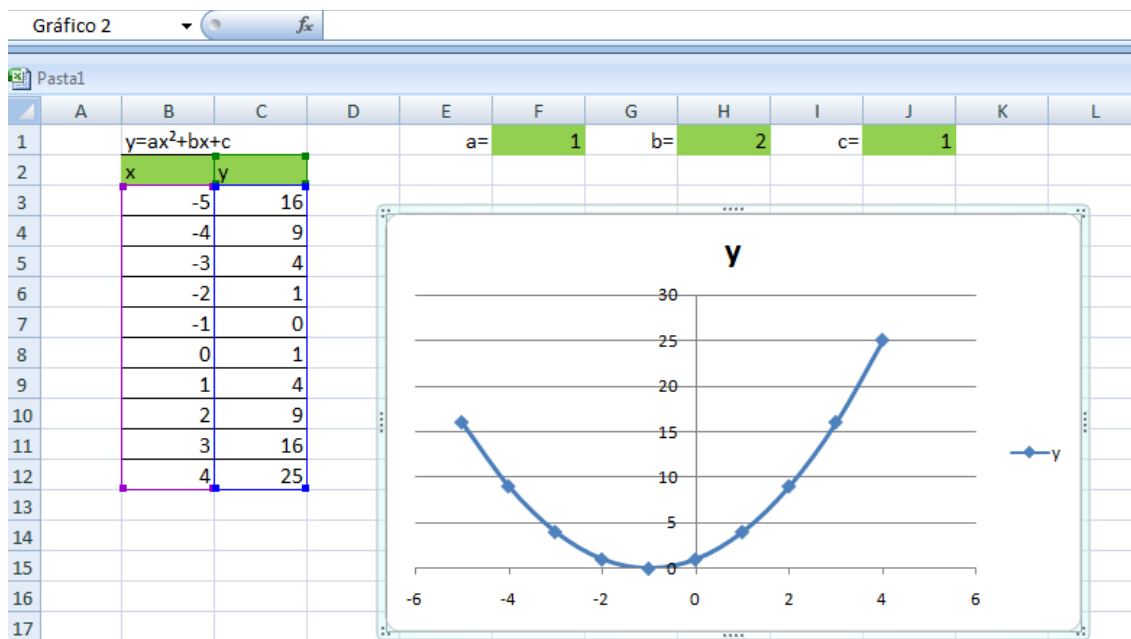 Gráfico 2 fx
Pasta1
A B C D E F G H I J K L
1 y=ax²+bx+c a= 1 b= 2 c= 1
2 x y
3 -5 16
4 -4 9
5 -3 4
6 -2 1
7 -1 0
8 0 1
9 1 4
10 2 9
11 3 16
12 4 25
13
14
15
16
17
y
30
25
20
15
10
5
0
-6 -4 -2 0 2 4 6
y